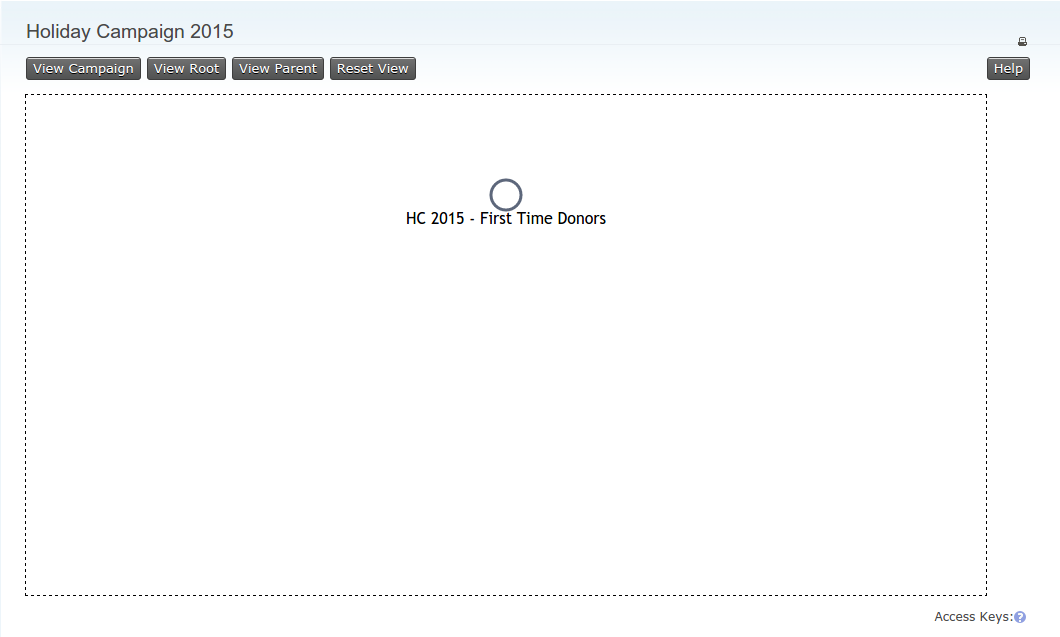 Holiday Campaign 2015
View Campaign View Root View Parent Reset View Help
HC 2015 - First Time Donors
Access Keys:?